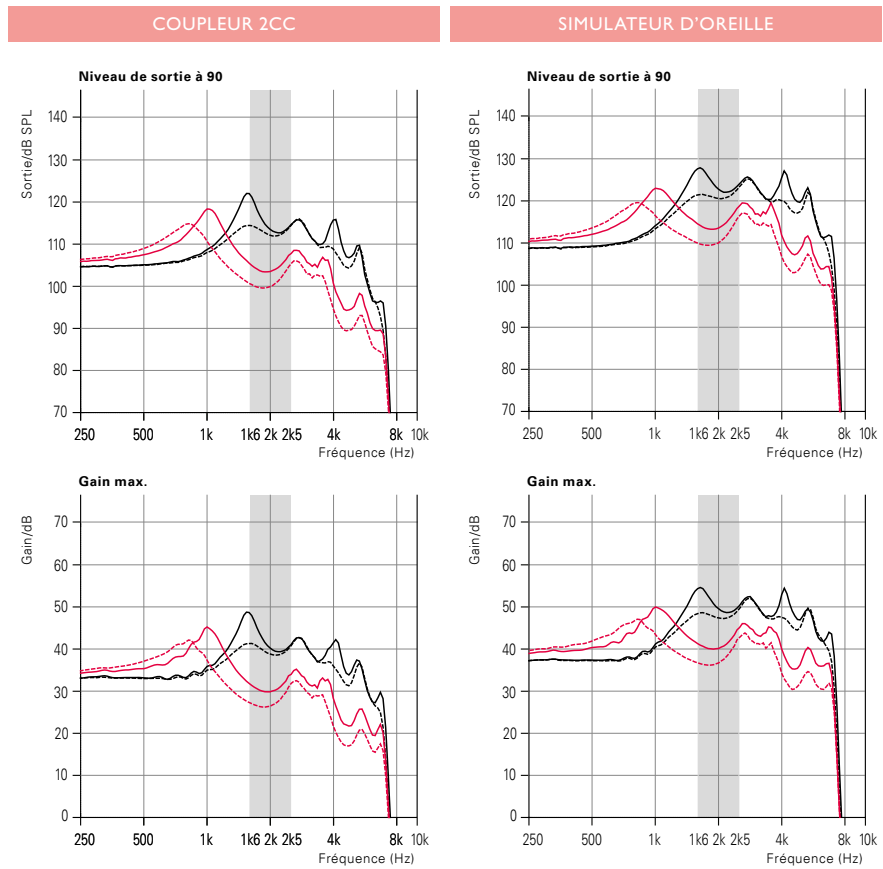 COUPLEUR 2CC
SIMULATEUR D'OREILLE
Niveau de sortie à 90
Sortie/dB SPL
140
130
120
110
100
90
80
70
250 500 1k 1k6 2k 2k5 4k 8k 10k
Fréquence (Hz)
Niveau de sortie à 90
Sortie/dB SPL
140
130
120
110
100
90
80
70
250 500 1k 1k6 2k 2k5 4k 8k 10k
Fréquence (Hz)
Gain max.
Gain/dB
70
60
50
40
30
20
10
0
250 500 1k 1k6 2k 2k5 4k 8k 10k
Fréquence (Hz)
Gain max.
Gain/dB
70
60
50
40
30
20
10
0
250 500 1k 1k6 2k 2k5 4k 8k 10k
Fréquence (Hz)